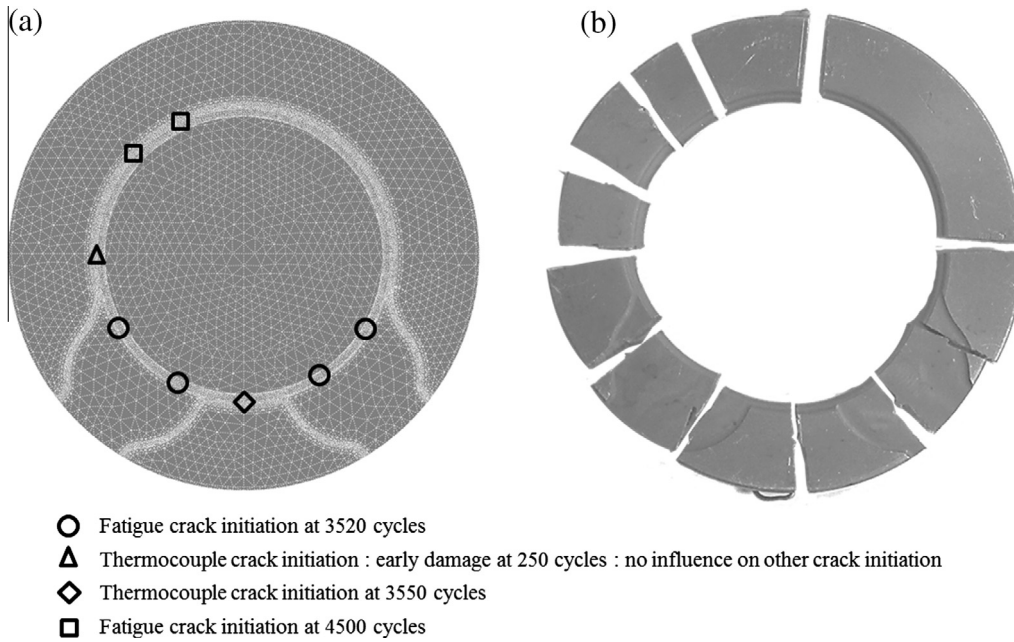 (a)
(b)
Fatigue crack initiation at 3520 cycles
Thermocouple crack initiation : early damage at 250 cycles : no influence on other crack initiation
Thermocouple crack initiation at 3550 cycles
Fatigue crack initiation at 4500 cycles